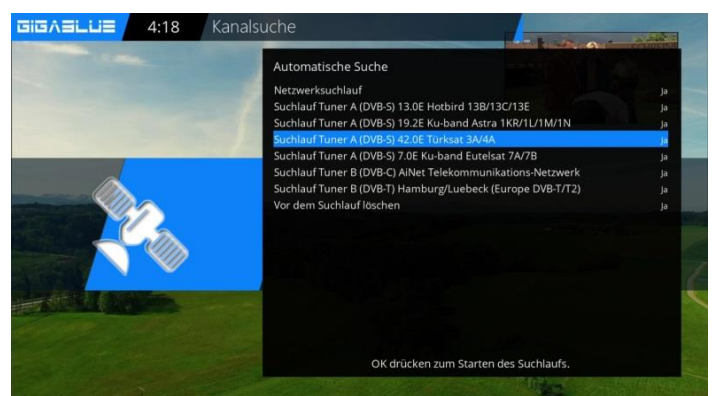 GIGABLUE 4:18 Kanalsuche
Automatische Suche
Netzwerksuchlauf Ja
Suchlauf Tuner A (DVB-S) 13.0E Hotbird 13B/13C/13E Ja
Suchlauf Tuner A (DVB-S) 19.2E Ku-band Astra 1KR/1L/1M/1N Ja
Suchlauf Tuner A (DVB-S) 42.0E Türksat 3A/4A Ja
Suchlauf Tuner A (DVB-S) 7.0E Ku-band Eutelsat 7A/7B Ja
Suchlauf Tuner B (DVB-C) AiNet Telekommunikations-Netzwerk Ja
Suchlauf Tuner B (DVB-T) Hamburg/Luebeck (Europe DVB-T/T2) Ja
Vor dem Suchlauf löschen Ja
OK drücken zum Starten des Suchlaufs.